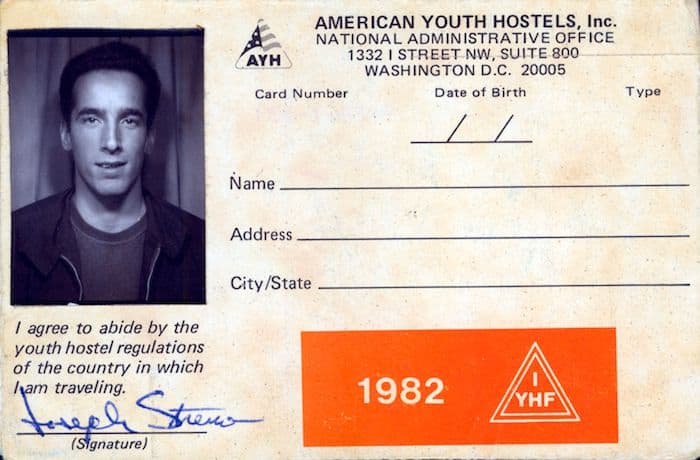 AMERICAN YOUTH HOSTELS, Inc.
NATIONAL ADMINISTRATIVE OFFICE
1332 I STREET NW, SUITE 800
WASHINGTON D.C. 20005
AYH
Card Number Date of Birth Type
/ /
Name
Address
City/State
I agree to abide by the
youth hostel regulations
of the country in which
I am traveling.
Joseph
(Signature)
1982
I
YHF